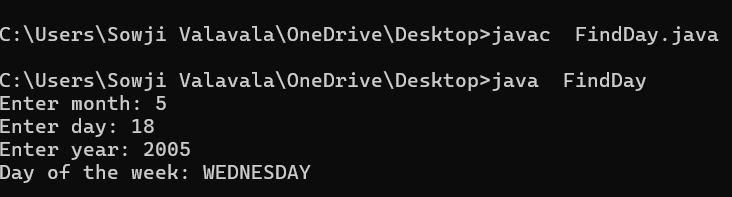 C:\Users\Sowji Valavala\OneDrive\Desktop>javac  FindDay.java
C:\Users\Sowji Valavala\OneDrive\Desktop>java  FindDay
Enter month: 5
Enter day: 18
Enter year: 2005
Day of the week: WEDNESDAY